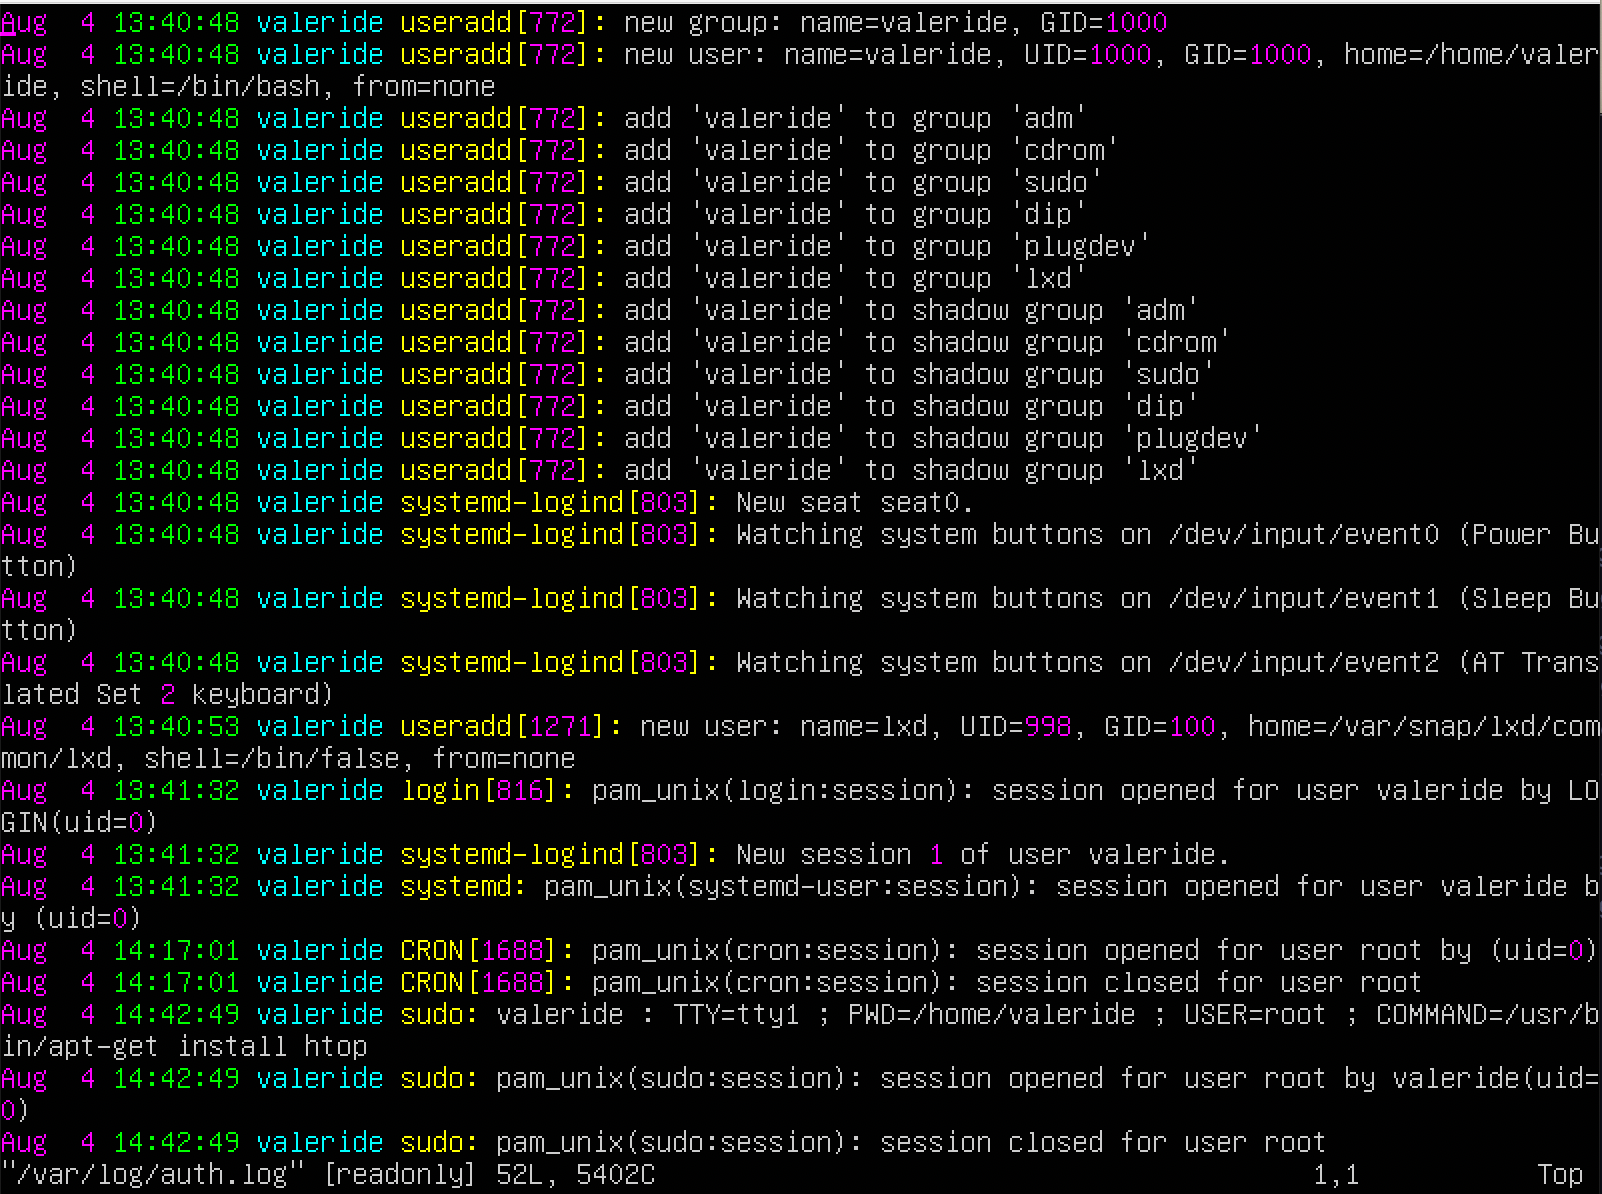 Aug  4 13:40:48 valeride useradd[772]: new group: name=valeride, GID=1000
Aug  4 13:40:48 valeride useradd[772]: new user: name=valeride, UID=1000, GID=1000, home=/home/valer
ide, shell=/bin/bash, from=none
Aug  4 13:40:48 valeride useradd[772]: add 'valeride' to group 'adm'
Aug  4 13:40:48 valeride useradd[772]: add 'valeride' to group 'cdrom'
Aug  4 13:40:48 valeride useradd[772]: add 'valeride' to group 'sudo'
Aug  4 13:40:48 valeride useradd[772]: add 'valeride' to group 'dip'
Aug  4 13:40:48 valeride useradd[772]: add 'valeride' to group 'plugdev'
Aug  4 13:40:48 valeride useradd[772]: add 'valeride' to group 'lxd'
Aug  4 13:40:48 valeride useradd[772]: add 'valeride' to shadow group 'adm'
Aug  4 13:40:48 valeride useradd[772]: add 'valeride' to shadow group 'cdrom'
Aug  4 13:40:48 valeride useradd[772]: add 'valeride' to shadow group 'sudo'
Aug  4 13:40:48 valeride useradd[772]: add 'valeride' to shadow group 'dip'
Aug  4 13:40:48 valeride useradd[772]: add 'valeride' to shadow group 'plugdev'
Aug  4 13:40:48 valeride useradd[772]: add 'valeride' to shadow group 'lxd'
Aug  4 13:40:48 valeride systemd-logind[803]: New seat seat0.
Aug  4 13:40:48 valeride systemd-logind[803]: Watching system buttons on /dev/input/event0 (Power Bu
tton)
Aug  4 13:40:48 valeride systemd-logind[803]: Watching system buttons on /dev/input/event1 (Sleep Bu
tton)
Aug  4 13:40:48 valeride systemd-logind[803]: Watching system buttons on /dev/input/event2 (AT Trans
lated Set 2 keyboard)
Aug  4 13:40:53 valeride useradd[1271]: new user: name=lxd, UID=998, GID=100, home=/var/snap/lxd/com
mon/lxd, shell=/bin/false, from=none
Aug  4 13:41:32 valeride login[816]: pam_unix(login:session): session opened for user valeride by LO
GIN(uid=0)
Aug  4 13:41:32 valeride systemd-logind[803]: New session 1 of user valeride.
Aug  4 13:41:32 valeride systemd: pam_unix(systemd-user:session): session opened for user valeride b
y (uid=0)
Aug  4 14:17:01 valeride CRON[1688]: pam_unix(cron:session): session opened for user root by (uid=0)
Aug  4 14:17:01 valeride CRON[1688]: pam_unix(cron:session): session closed for user root
Aug  4 14:42:49 valeride sudo: valeride : TTY=tty1 ; PWD=/home/valeride ; USER=root ; COMMAND=/usr/b
in/apt-get install htop
Aug  4 14:42:49 valeride sudo: pam_unix(sudo:session): session opened for user root by valeride(uid=
0)
Aug  4 14:42:49 valeride sudo: pam_unix(sudo:session): session closed for user root
"/var/log/auth.log" [readonly] 52L, 5402C 1,1 Top